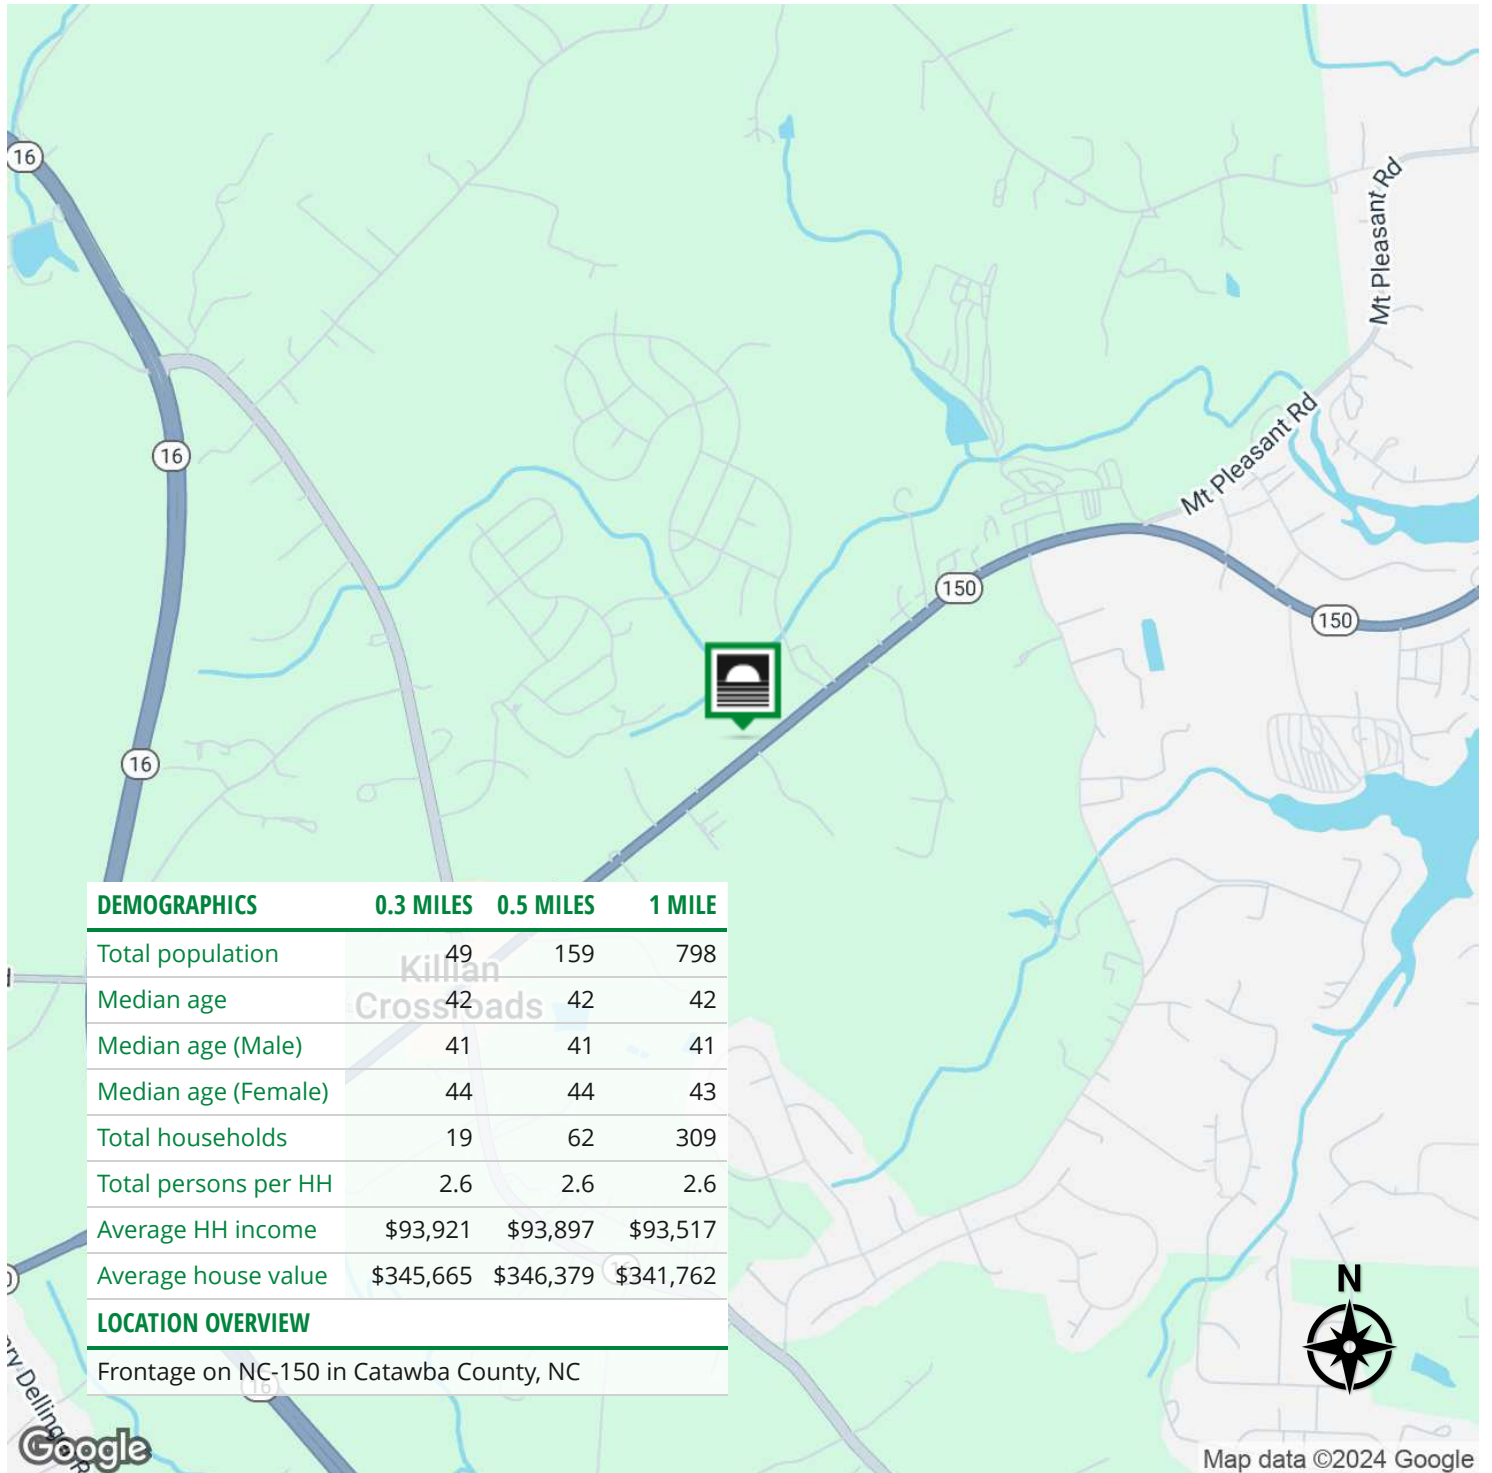 16
Mt Pleasant Rd
16
Mt Pleasant Rd
150
150
16
DEMOGRAPHICS 0.3 MILES 0.5 MILES 1 MILE
Total population 49 159 798
Killian
Crossroads
Median age 42 42 42
Median age (Male) 41 41 41
Median age (Female) 44 44 43
Total households 19 62 309
Total persons per HH 2.6 2.6 2.6
Average HH income $93,921 $93,897 $93,517
Average house value $345,665 $346,379 $341,762
16
LOCATION OVERVIEW
Frontage on NC-150 in Catawba County, NC
16
N
Google
Map data ©2024 Google